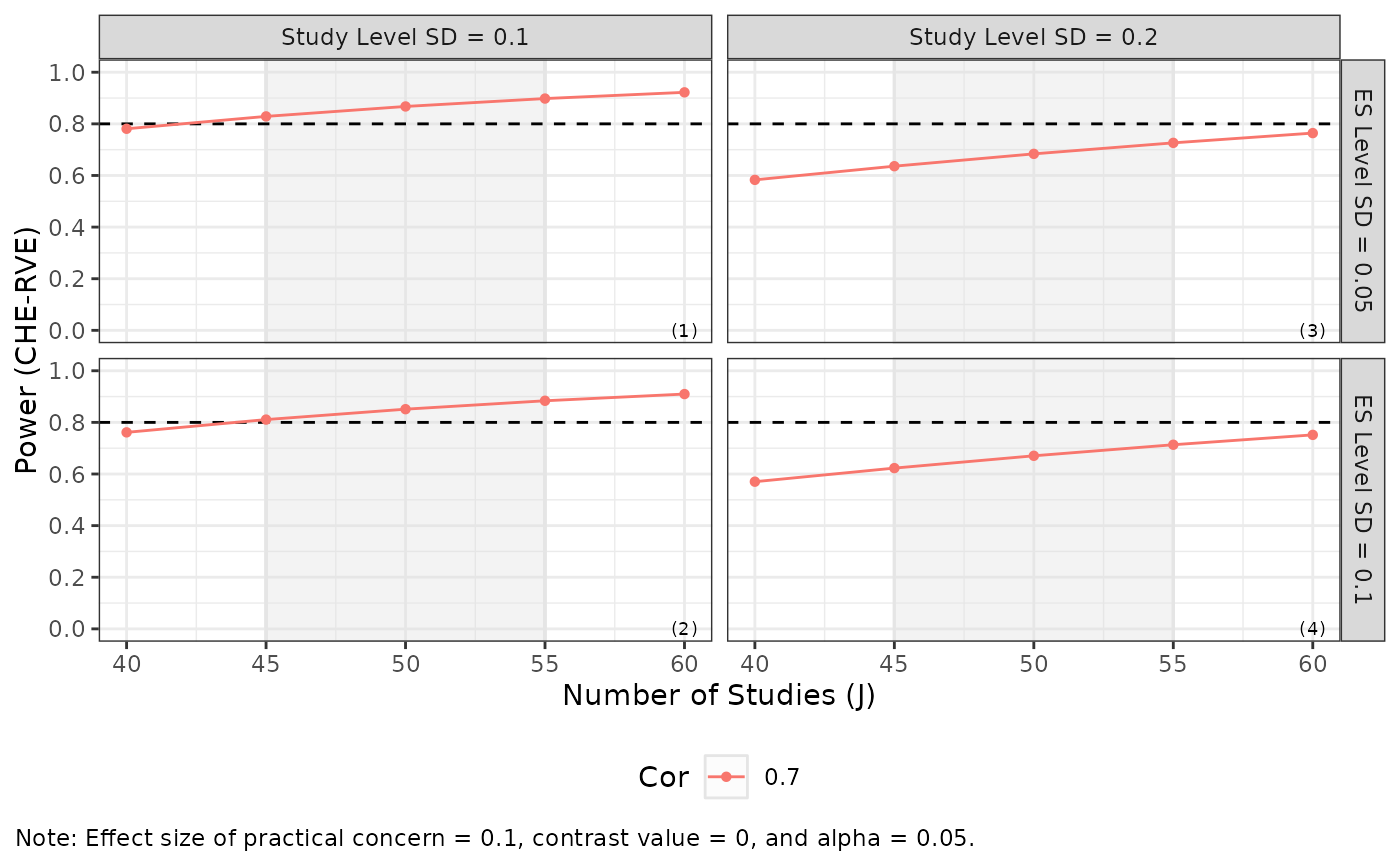 Study Level SD = 0.1
Study Level SD = 0.2
Power (CHE-RVE)
1.0
0.8
0.6
0.4
0.2
0.0
(1)
(3)
ES Level SD = 0.05
1.0
0.8
0.6
0.4
0.2
0.0
(2)
(4)
ES Level SD = 0.1
40 45 50 55 60
40 45 50 55 60
Number of Studies (J)
Cor 0.7
Note: Effect size of practical concern = 0.1, contrast value = 0, and alpha = 0.05.